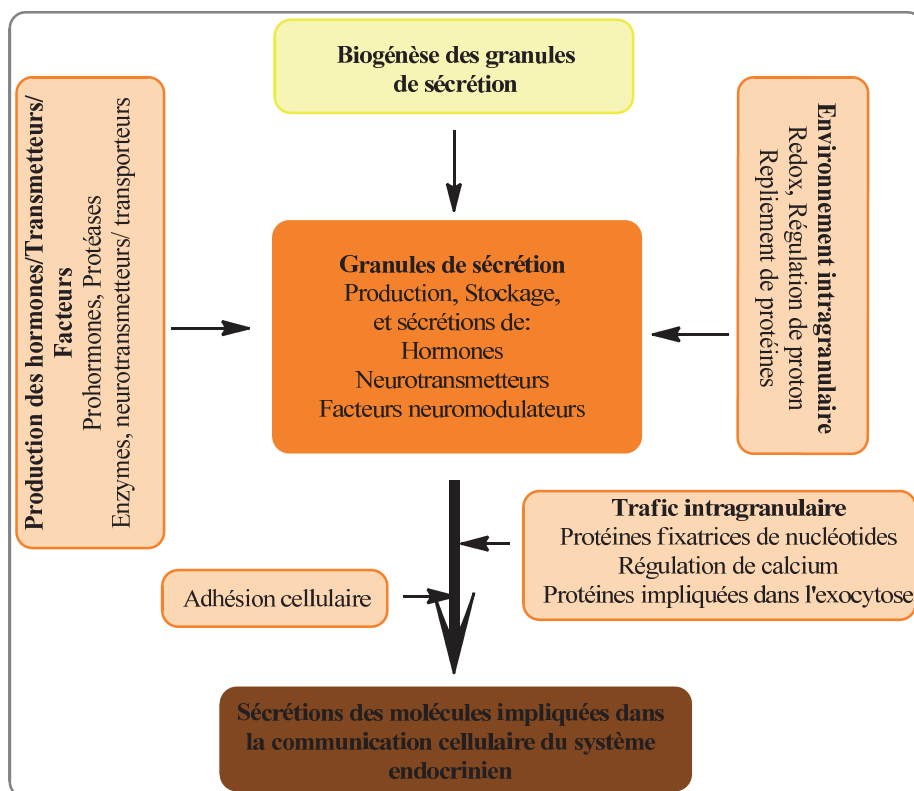 Biogénèse des granules
de sécrétion
Production des hormones/Transmetteurs/
Facteurs
Prohormones, Protéases
Enzymes, neurotransmetteurs/ transporteurs
Environnement intragranulaire
Redox, Régulation de proton
Repliement de protéines
Granules de sécrétion
Production, Stockage,
et sécrétions de:
Hormones
Neurotransmetteurs
Facteurs neuromodulateurs
Trafic intragranulaire
Protéines fixatrices de nucléotides
Régulation de calcium
Protéines impliquées dans l'exocytose
Adhésion cellulaire
Sécrétions des molécules impliquées dans
la communication cellulaire du système
endocrinien